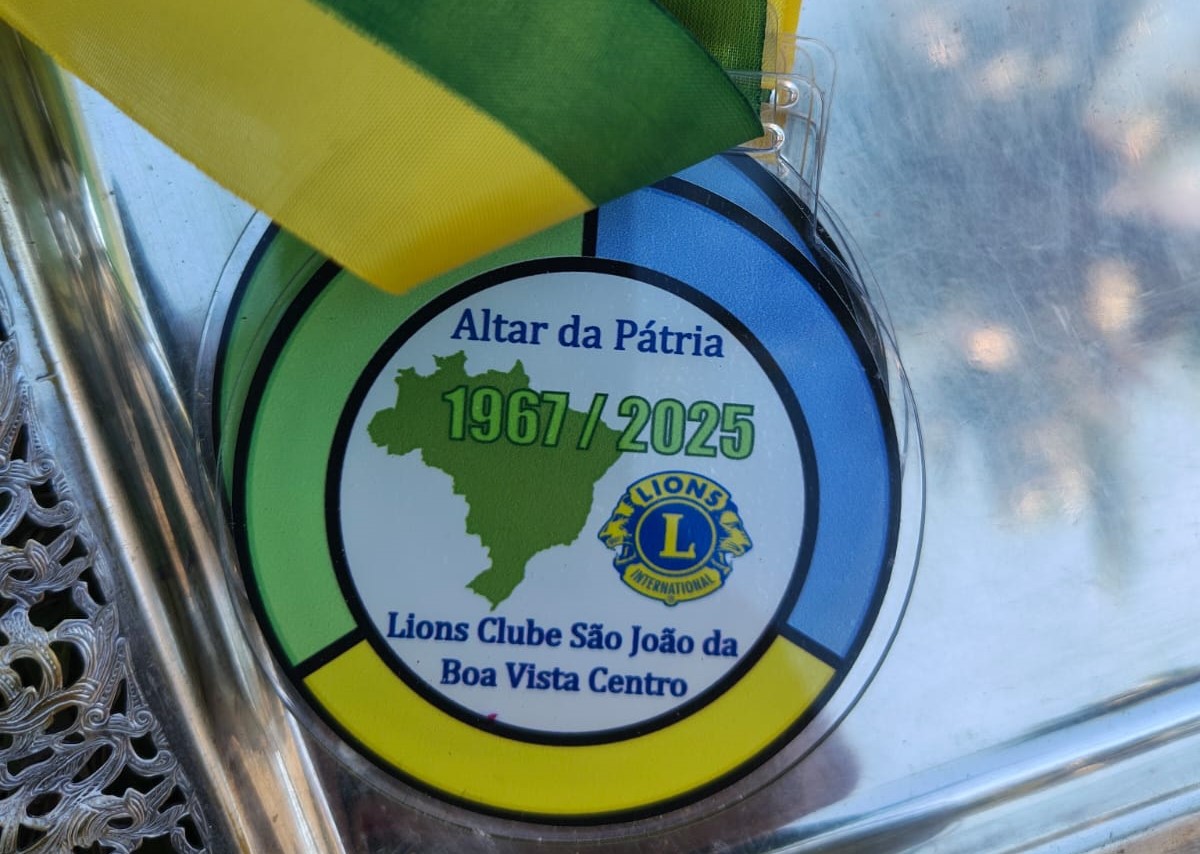 Altar da Pátria
1967 / 2025
LIONS
L
INTERNATIONAL
Lions Clube São João da
Boa Vista Centro